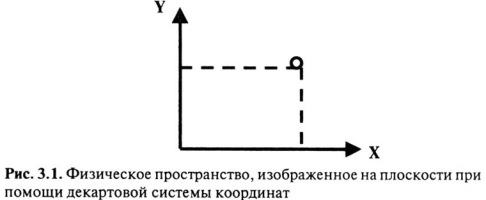 Y
X
Рис. 3.1. Физическое пространство, изображенное на плоскости при
помощи декартовой системы координат